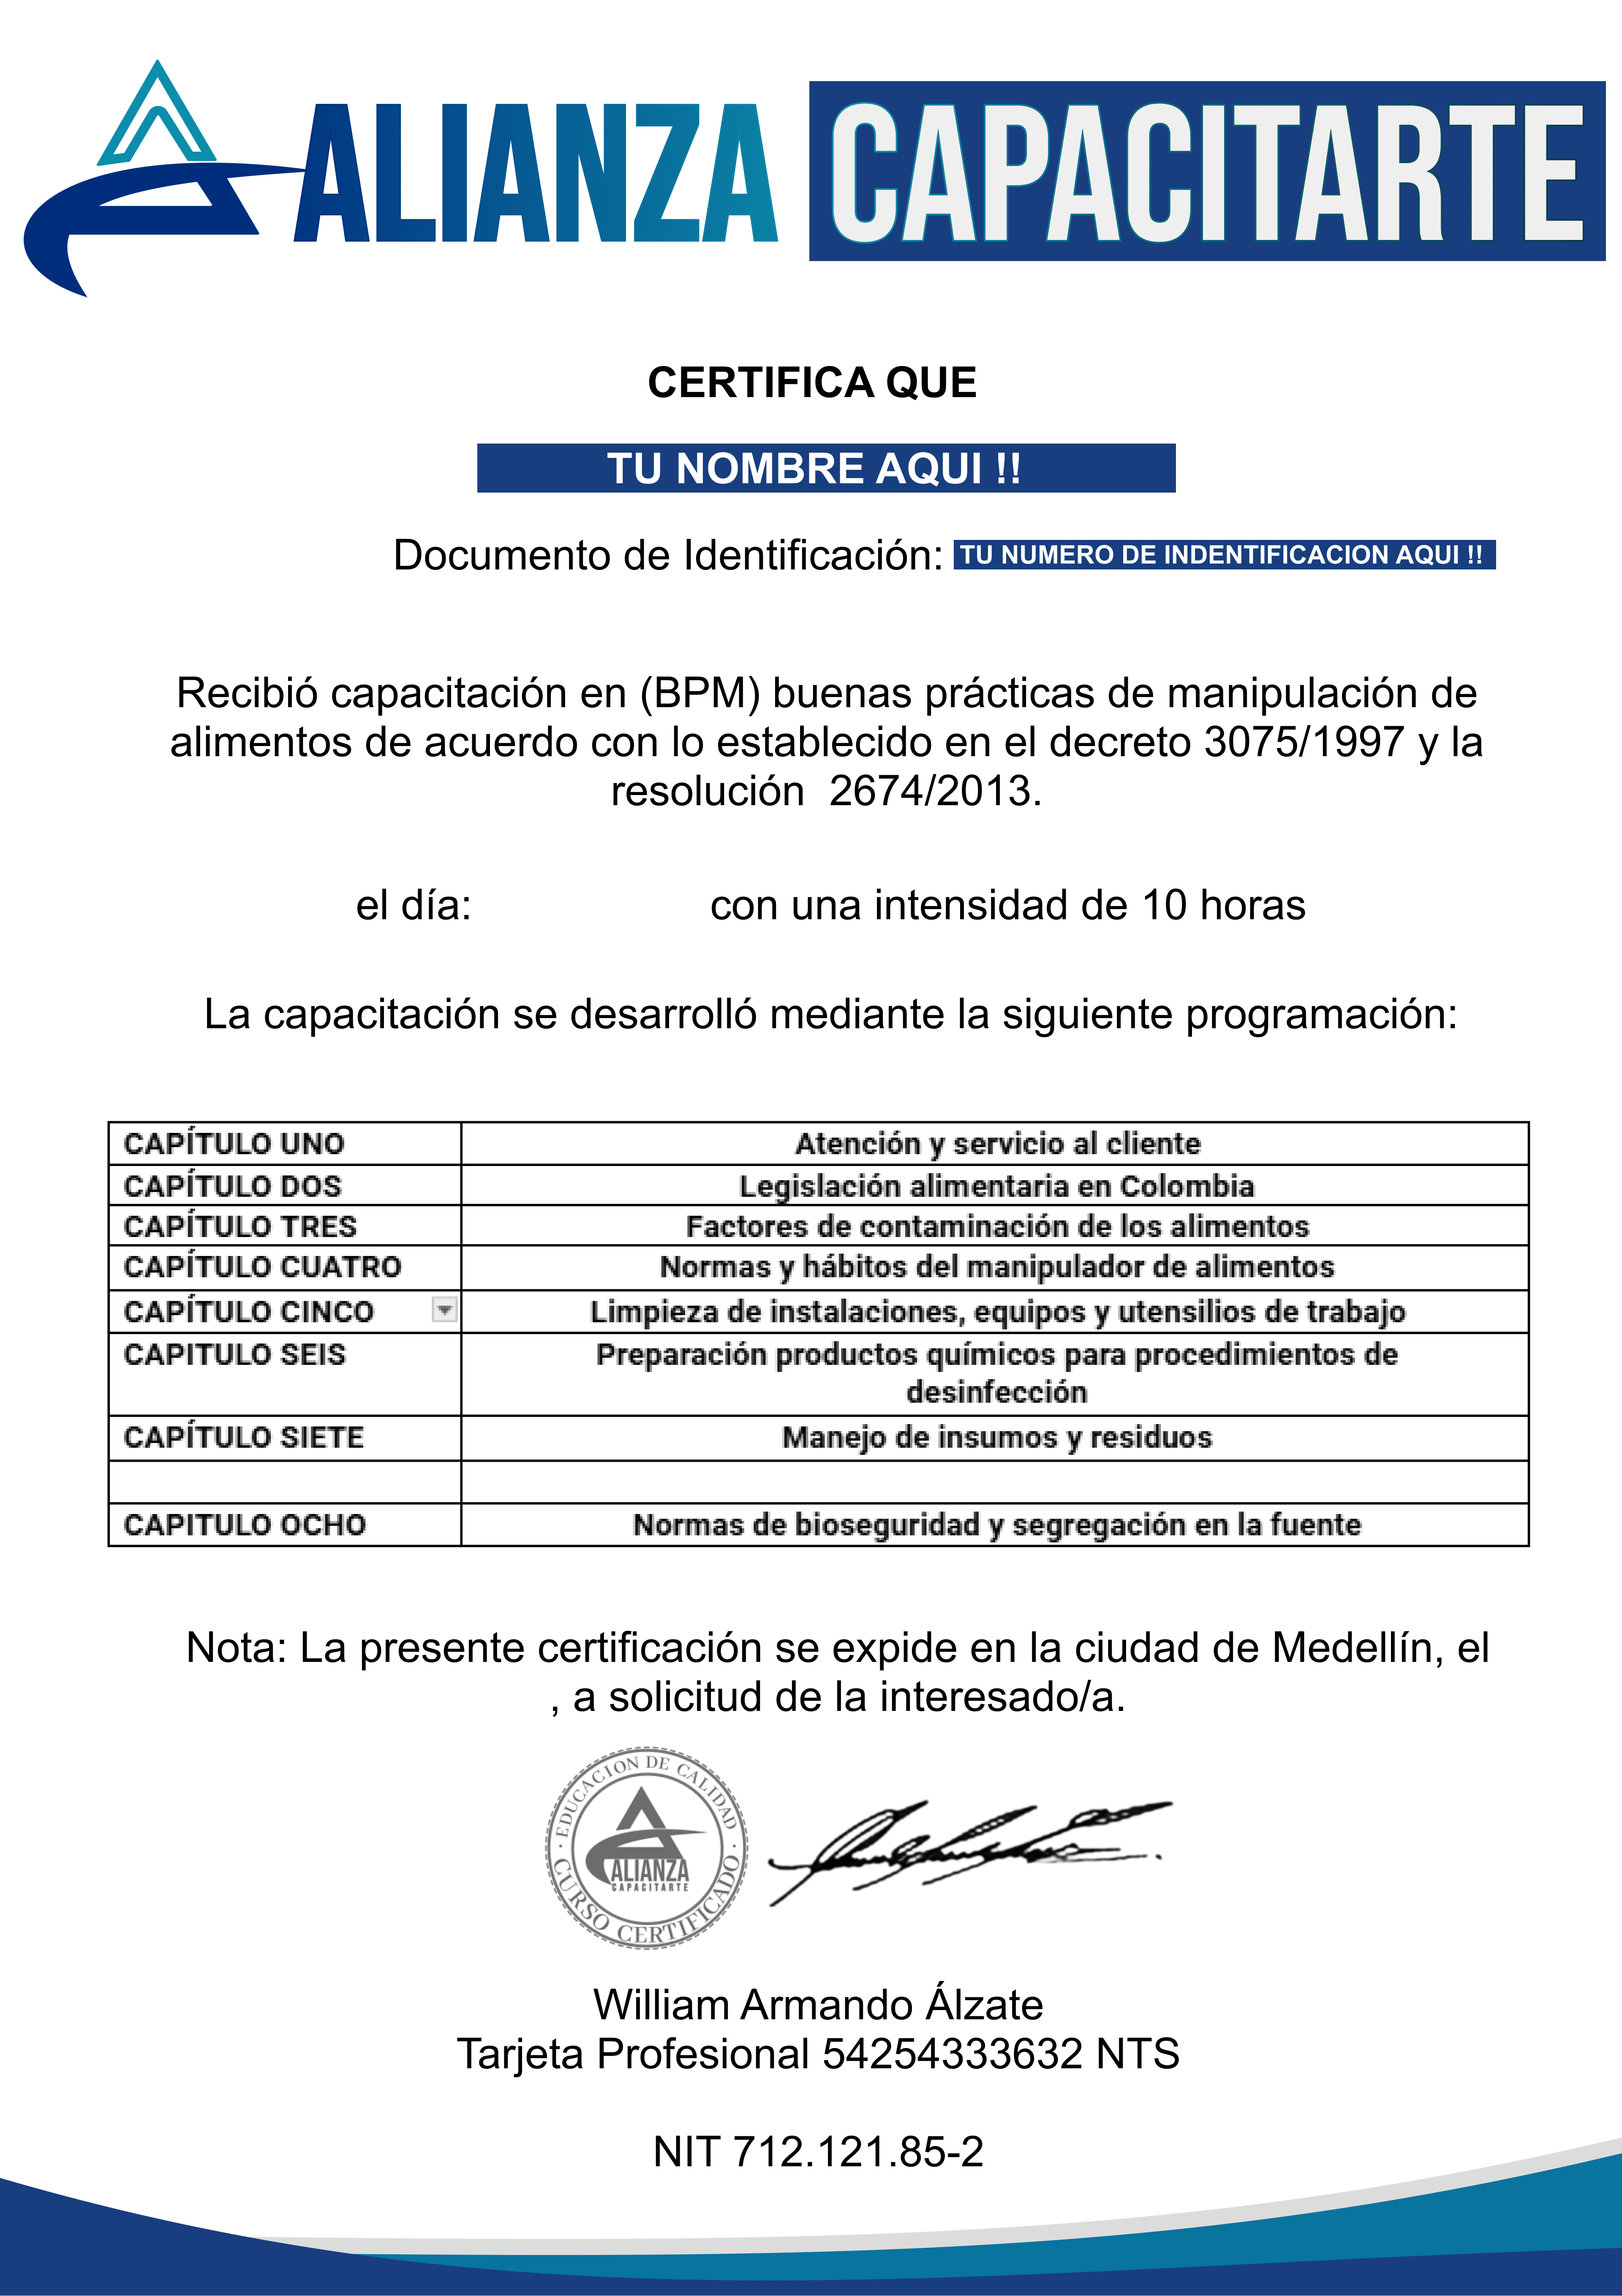 ALIANZA CAPACITARTE
CERTIFICA QUE
TU NOMBRE AQUI !!
Documento de Identificación: TU NUMERO DE INDENTIFICACION AQUI !!
Recibió capacitación en (BPM) buenas prácticas de manipulación de
alimentos de acuerdo con lo establecido en el decreto 3075/1997 y la
resolución 2674/2013.
el día: con una intensidad de 10 horas
La capacitación se desarrolló mediante la siguiente programación:
CAPÍTULO UNO Atención y servicio al cliente
CAPÍTULO DOS Legislación alimentaria en Colombia
CAPÍTULO TRES Factores de contaminación de los alimentos
CAPÍTULO CUATRO Normas y hábitos del manipulador de alimentos
CAPÍTULO CINCO Limpieza de instalaciones, equipos y utensilios de trabajo
CAPITULO SEIS Preparación productos químicos para procedimientos de
desinfección
CAPÍTULO SIETE Manejo de insumos y residuos
CAPITULO OCHO Normas de bioseguridad y segregación en la fuente
Nota: La presente certificación se expide en la ciudad de Medellín, el
, a solicitud de la interesado/a.
· EDUCACION DE CALIDAD ·
ALIANZA
CAPACITARTE
CURSO CERTIFICADO
William Armando Álzate
Tarjeta Profesional 54254333632 NTS
NIT 712.121.85-2